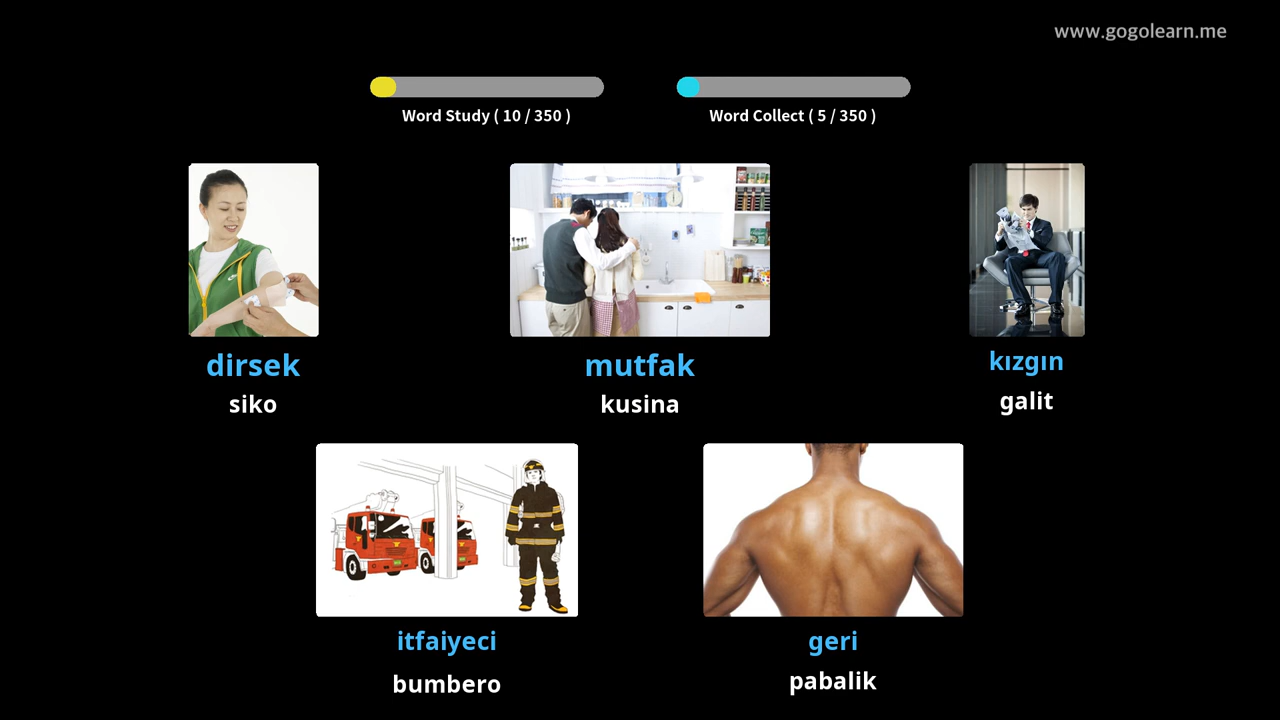 www.gogolearn.me
Word Study ( 10 / 350 )
Word Collect ( 5 / 350 )
dirsek
siko
mutfak
kusina
kızgın
galit
itfaiyeci
bumbero
geri
pabalik